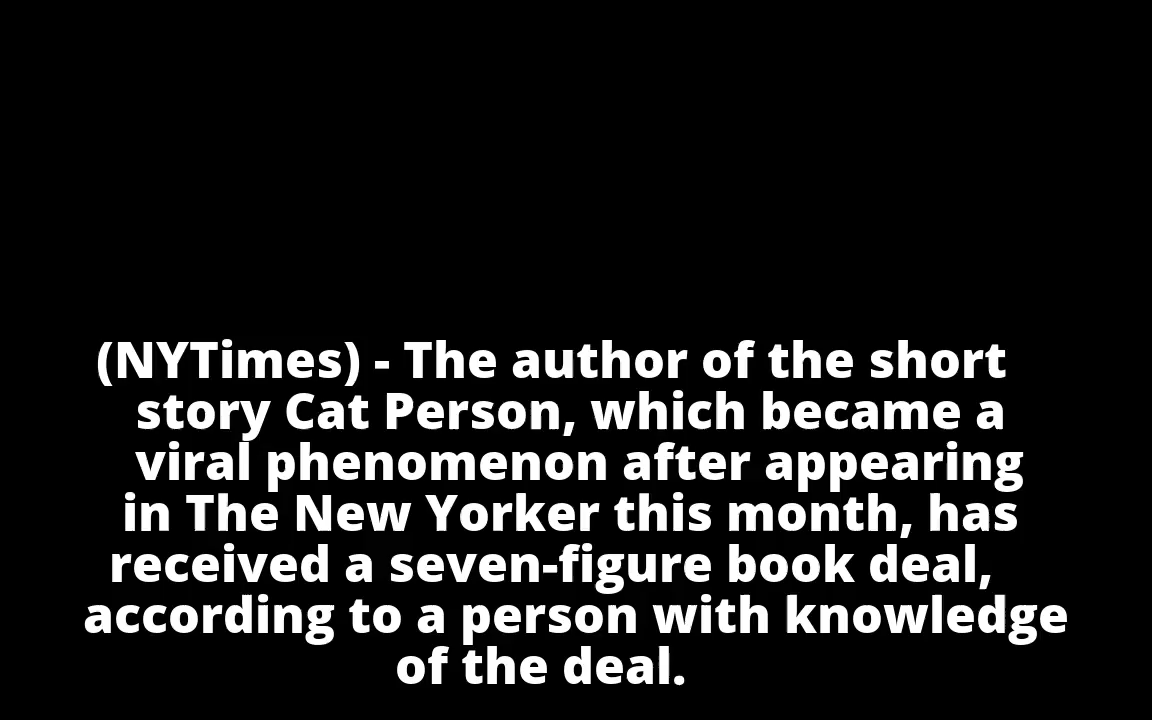 (NYTimes) - The author of the short
story Cat Person, which became a
viral phenomenon after appearing
in The New Yorker this month, has
received a seven-figure book deal,
according to a person with knowledge
of the deal.